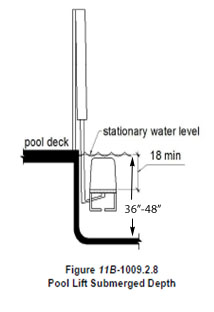 stationary water level
pool deck
18 min
36"-48"
Figure 11B-1009.2.8
Pool Lift Submerged Depth